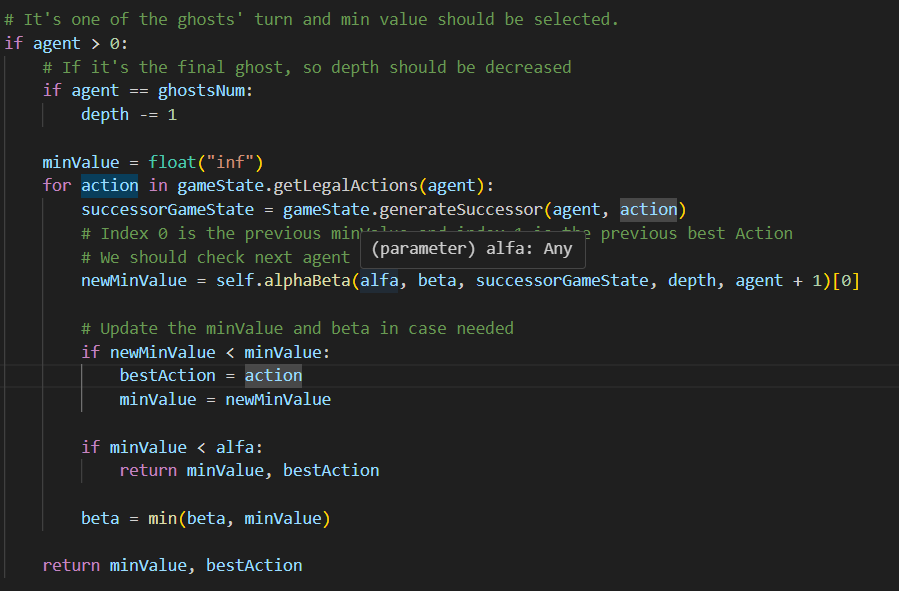 # It's one of the ghosts' turn and min value should be selected.
if agent > 0:
    # If it's the final ghost, so depth should be decreased
    if agent == ghostsNum:
        depth -= 1
    minValue = float("inf")
    for action in gameState.getLegalActions(agent):
        successorGameState = gameState.generateSuccessor(agent, action)
        # Index 0 is the previous previous best Action
        (parameter) alfa: Any
        # We should check next agent
        newMinValue = self.alphaBeta(alfa, beta, successorGameState, depth, agent + 1)[0]
        # Update the minValue and beta in case needed
        if newMinValue < minValue:
            bestAction = action
            minValue = newMinValue
        if minValue < alfa:
            return minValue, bestAction
        beta = min(beta, minValue)
    return minValue, bestAction